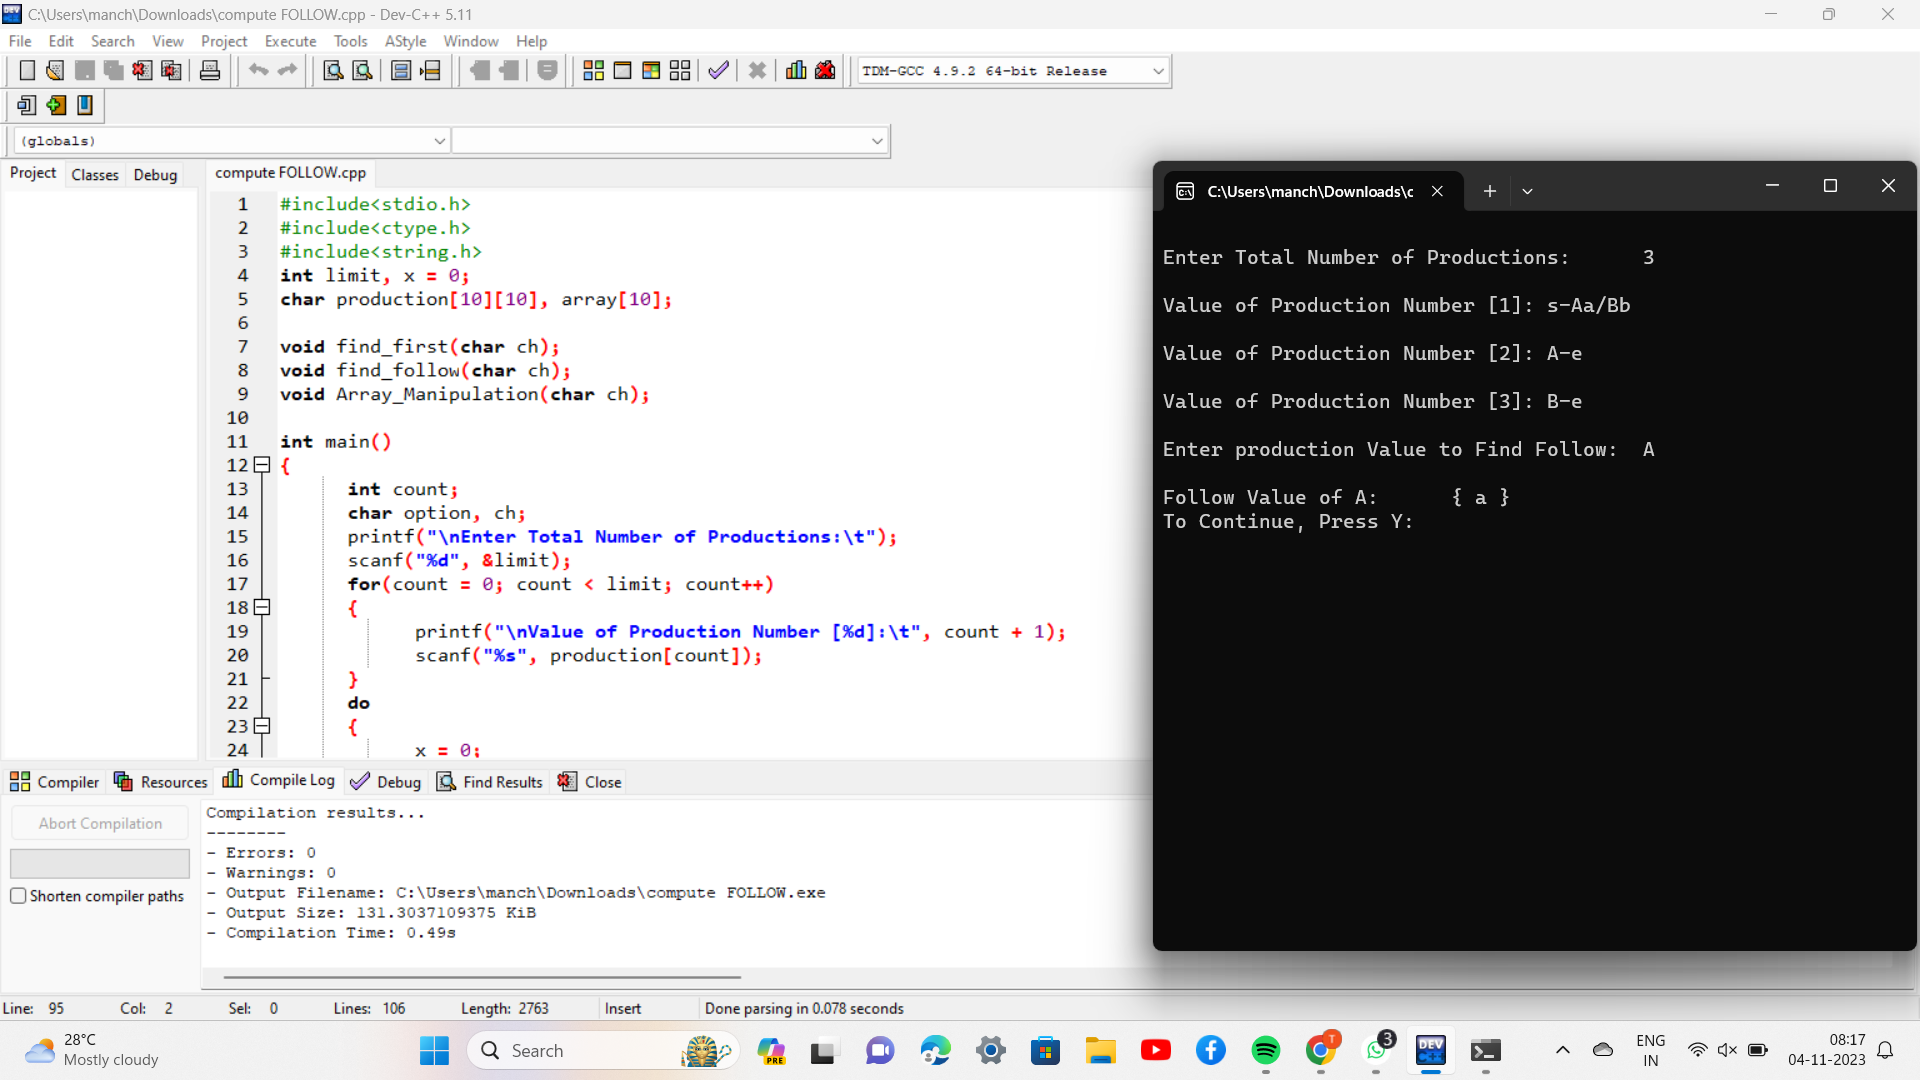 C:\Users\manch\Downloads\compute FOLLOW.cpp - Dev-C++ 5.11
File Edit Search View Project Execute Tools AStyle Window Help
TDM-GCC 4.9.2 64-bit Release
(globals)
Project Classes Debug
compute FOLLOW.cpp
1 #include<stdio.h>
2 #include<ctype.h>
3 #include<string.h>
4 int limit, x = 0;
5 char production[10][10], array[10];
6
7 void find_first(char ch);
8 void find_follow(char ch);
9 void Array_Manipulation(char ch);
10
11 int main()
12 {
13 int count;
14 char option, ch;
15 printf("\nEnter Total Number of Productions:\t");
16 scanf("%d", &limit);
17 for(count = 0; count < limit; count++)
18 {
19 printf("\nValue of Production Number [%d]:\t", count + 1);
20 scanf("%s", production[count]);
21 }
22 do
23 {
24 x = 0;
C:\Users\manch\Downloads\c
Enter Total Number of Productions: 3
Value of Production Number [1]: s-Aa/Bb
Value of Production Number [2]: A-e
Value of Production Number [3]: B-e
Enter production Value to Find Follow: A
Follow Value of A: { a }
To Continue, Press Y:
Compiler Resources Compile Log Debug Find Results Close
Abort Compilation
Shorten compiler paths
Compilation results...
--------
- Errors: 0
- Warnings: 0
- Output Filename: C:\Users\manch\Downloads\compute FOLLOW.exe
- Output Size: 131.3037109375 KiB
- Compilation Time: 0.49s
Line: 95 Col: 2 Sel: 0 Lines: 106 Length: 2763 Insert Done parsing in 0.078 seconds
28°C
Mostly cloudy
Search
PRE
T
3
DEV
C++
ENG
IN
08:17
04-11-2023